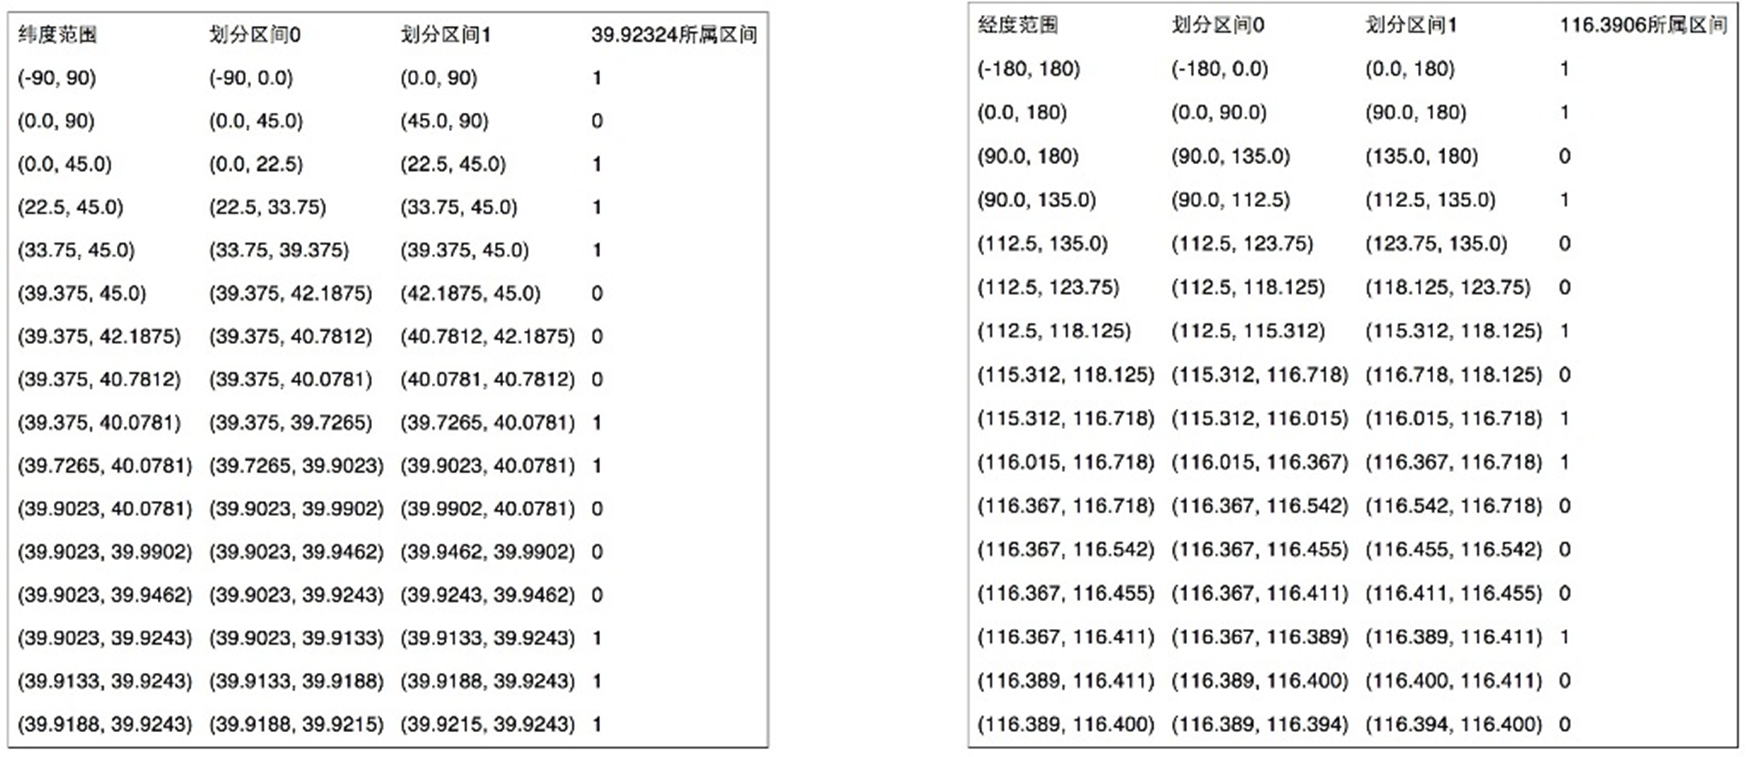 纬度范围 划分区间0 划分区间1 39.92324所属区间
(-90, 90) (-90, 0.0) (0.0, 90) 1
(0.0, 90) (0.0, 45.0) (45.0, 90) 0
(0.0, 45.0) (0.0, 22.5) (22.5, 45.0) 1
(22.5, 45.0) (22.5, 33.75) (33.75, 45.0) 1
(33.75, 45.0) (33.75, 39.375) (39.375, 45.0) 1
(39.375, 45.0) (39.375, 42.1875) (42.1875, 45.0) 0
(39.375, 42.1875) (39.375, 40.7812) (40.7812, 42.1875) 0
(39.375, 40.7812) (39.375, 40.0781) (40.0781, 40.7812) 0
(39.375, 40.0781) (39.375, 39.7265) (39.7265, 40.0781) 1
(39.7265, 40.0781) (39.7265, 39.9023) (39.9023, 40.0781) 1
(39.9023, 40.0781) (39.9023, 39.9902) (39.9902, 40.0781) 0
(39.9023, 39.9902) (39.9023, 39.9462) (39.9462, 39.9902) 0
(39.9023, 39.9462) (39.9023, 39.9243) (39.9243, 39.9462) 0
(39.9023, 39.9243) (39.9023, 39.9133) (39.9133, 39.9243) 1
(39.9133, 39.9243) (39.9133, 39.9188) (39.9188, 39.9243) 1
(39.9188, 39.9243) (39.9188, 39.9215) (39.9215, 39.9243) 1
经度范围 划分区间0 划分区间1 116.3906所属区间
(-180, 180) (-180, 0.0) (0.0, 180) 1
(0.0, 180) (0.0, 90.0) (90.0, 180) 1
(90.0, 180) (90.0, 135.0) (135.0, 180) 0
(90.0, 135.0) (90.0, 112.5) (112.5, 135.0) 1
(112.5, 135.0) (112.5, 123.75) (123.75, 135.0) 0
(112.5, 123.75) (112.5, 118.125) (118.125, 123.75) 0
(112.5, 118.125) (112.5, 115.312) (115.312, 118.125) 1
(115.312, 118.125) (115.312, 116.718) (116.718, 118.125) 0
(115.312, 116.718) (115.312, 116.015) (116.015, 116.718) 1
(116.015, 116.718) (116.015, 116.367) (116.367, 116.718) 1
(116.367, 116.718) (116.367, 116.542) (116.542, 116.718) 0
(116.367, 116.542) (116.367, 116.455) (116.455, 116.542) 0
(116.367, 116.455) (116.367, 116.411) (116.411, 116.455) 0
(116.367, 116.411) (116.367, 116.389) (116.389, 116.411) 1
(116.389, 116.411) (116.389, 116.400) (116.400, 116.411) 0
(116.389, 116.400) (116.389, 116.394) (116.394, 116.400) 0